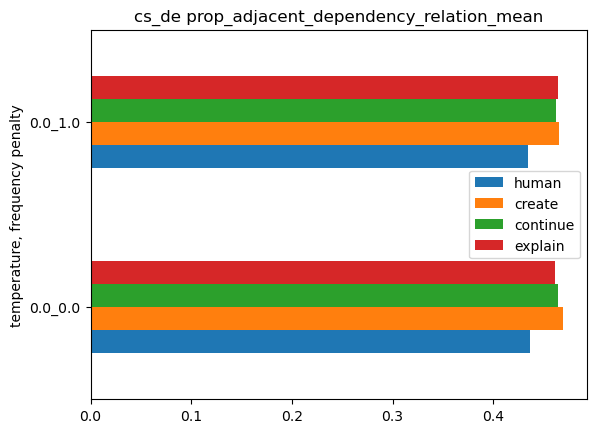 cs_de prop_adjacent_dependency_relation_mean
temperature, frequency penalty
0.0_1.0
0.0_0.0
human
create
continue
explain
0.0
0.1
0.2
0.3
0.4